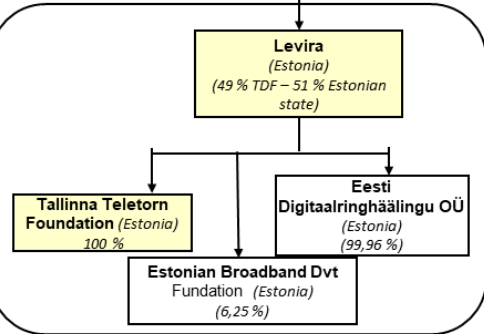 Levira
(Estonia)
(49 % TDF – 51 % Estonian
state)
Tallinna Teletorn
Foundation (Estonia)
100 %
Eesti
Digitaalringhäälingu OÜ
(Estonia)
(99,96 %)
Estonian Broadband Dvt
Fundation (Estonia)
(6,25 %)